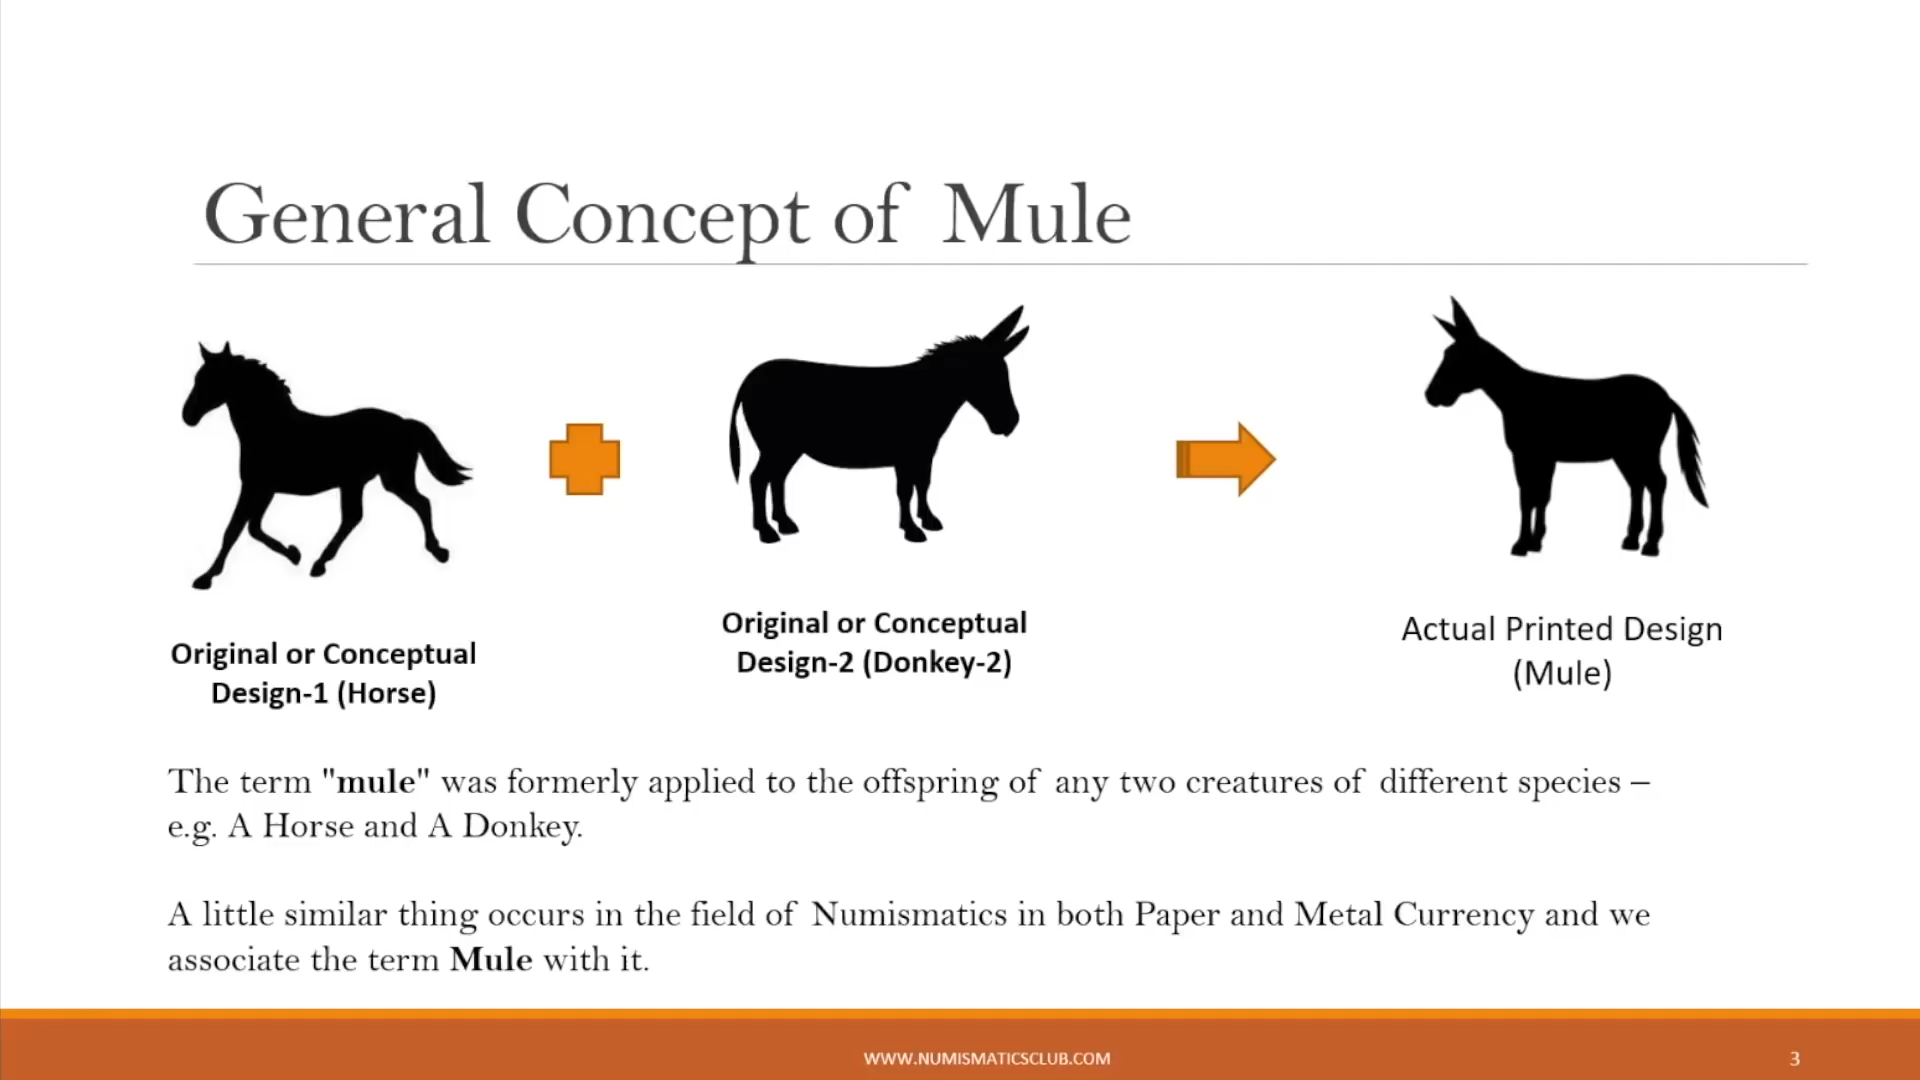 General Concept of Mule
Original or Conceptual
Design-1 (Horse)
Original or Conceptual
Design-2 (Donkey-2)
Actual Printed Design
(Mule)
The term "mule" was formerly applied to the offspring of any two creatures of different species –
e.g. A Horse and A Donkey.
A little similar thing occurs in the field of Numismatics in both Paper and Metal Currency and we
associate the term Mule with it.
WWW.NUMISMATICSCLUB.COM
3